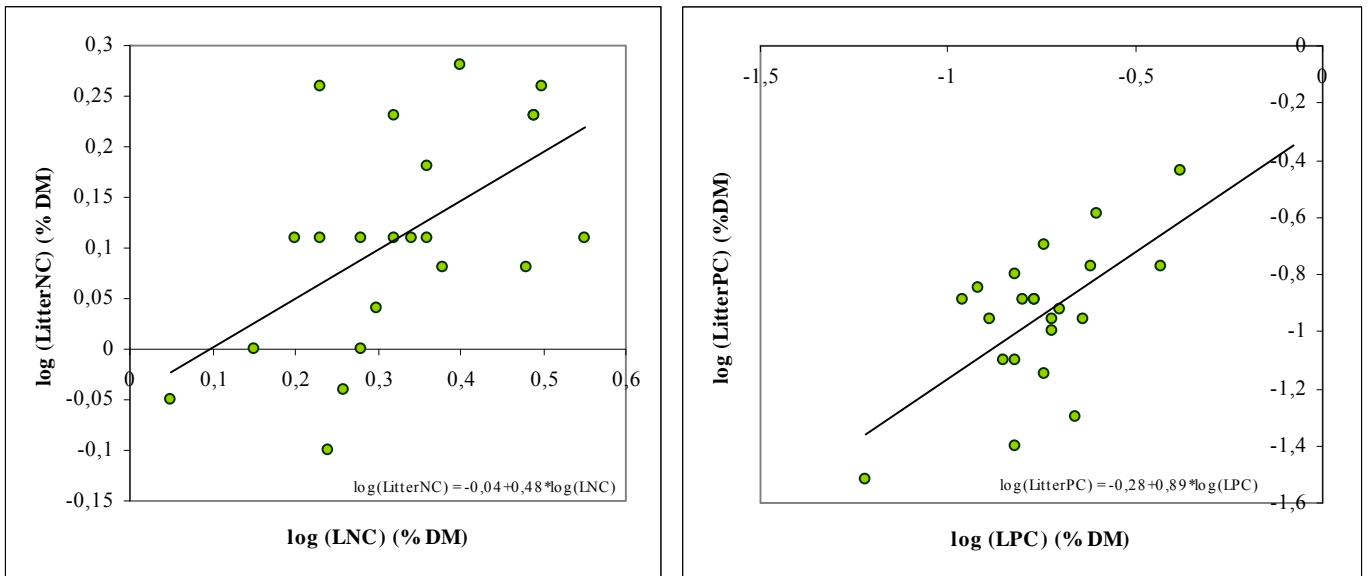 0,3
0,25
0,2
0,15
0,1
0,05
0
-0,05
-0,1
-0,15
0 0,1 0,2 0,3 0,4 0,5 0,6
log (LitterNC) (% DM)
log(LitterNC) = -0,04+0,48*log(LNC)
log (LNC) (% DM)
-1,5 -1 -0,5 0
0
-0,2
-0,4
-0,6
-0,8
-1
-1,2
-1,4
-1,6
log (LitterPC) (%DM)
log(LitterPC) = -0,28+0,89*log(LPC)
log (LPC) (% DM)